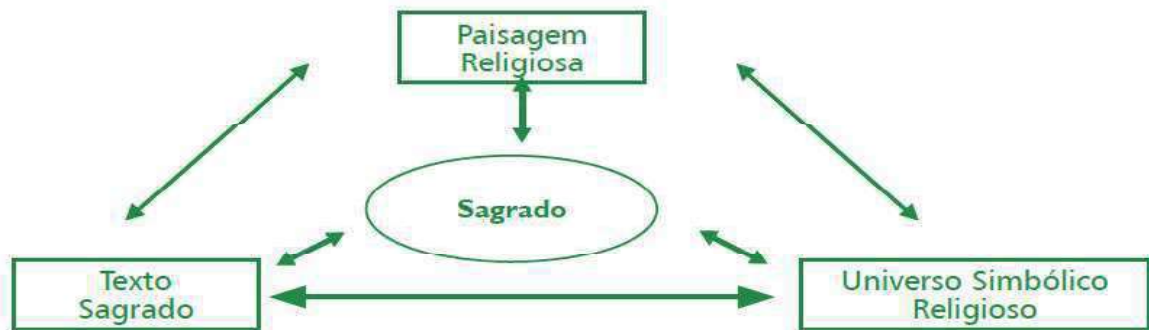 Paisagem
Religiosa
Sagrado
Texto
Sagrado
Universo Simbólico
Religioso